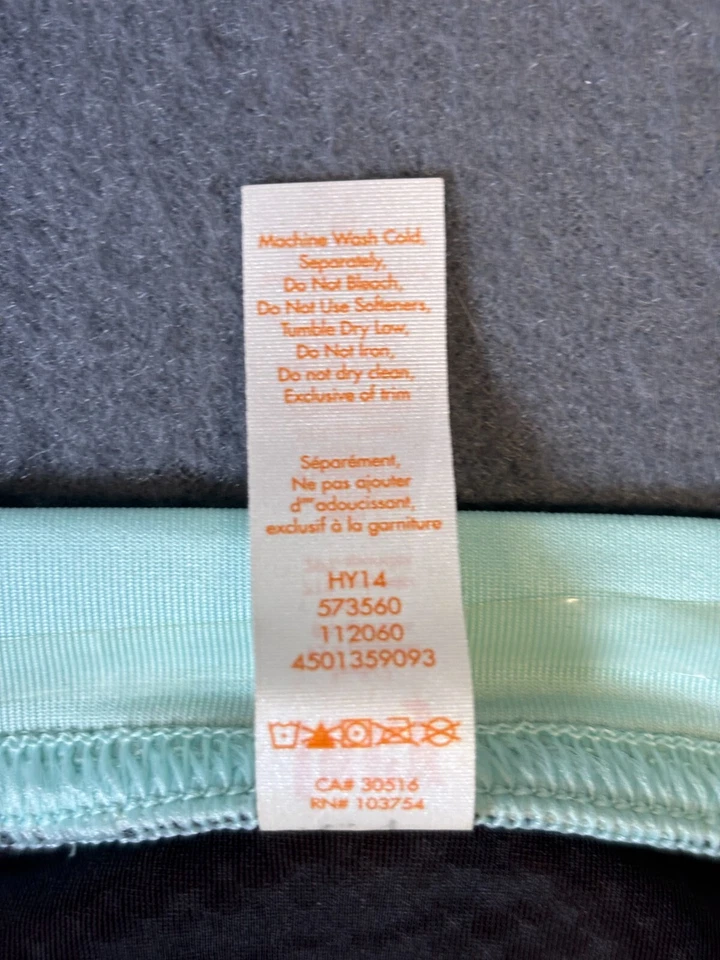 Machine Wash Cold,
Separately,
Do Not Bleach,
Do Not Use Softeners,
Tumble Dry Low,
Do Not Iron,
Do not dry clean,
Exclusive of trim
Séparément,
Ne pas ajouter
d'""adoucissant,
exclusif à la garniture
HY14
573560
112060
4501359093
CA# 30516
RN# 103754